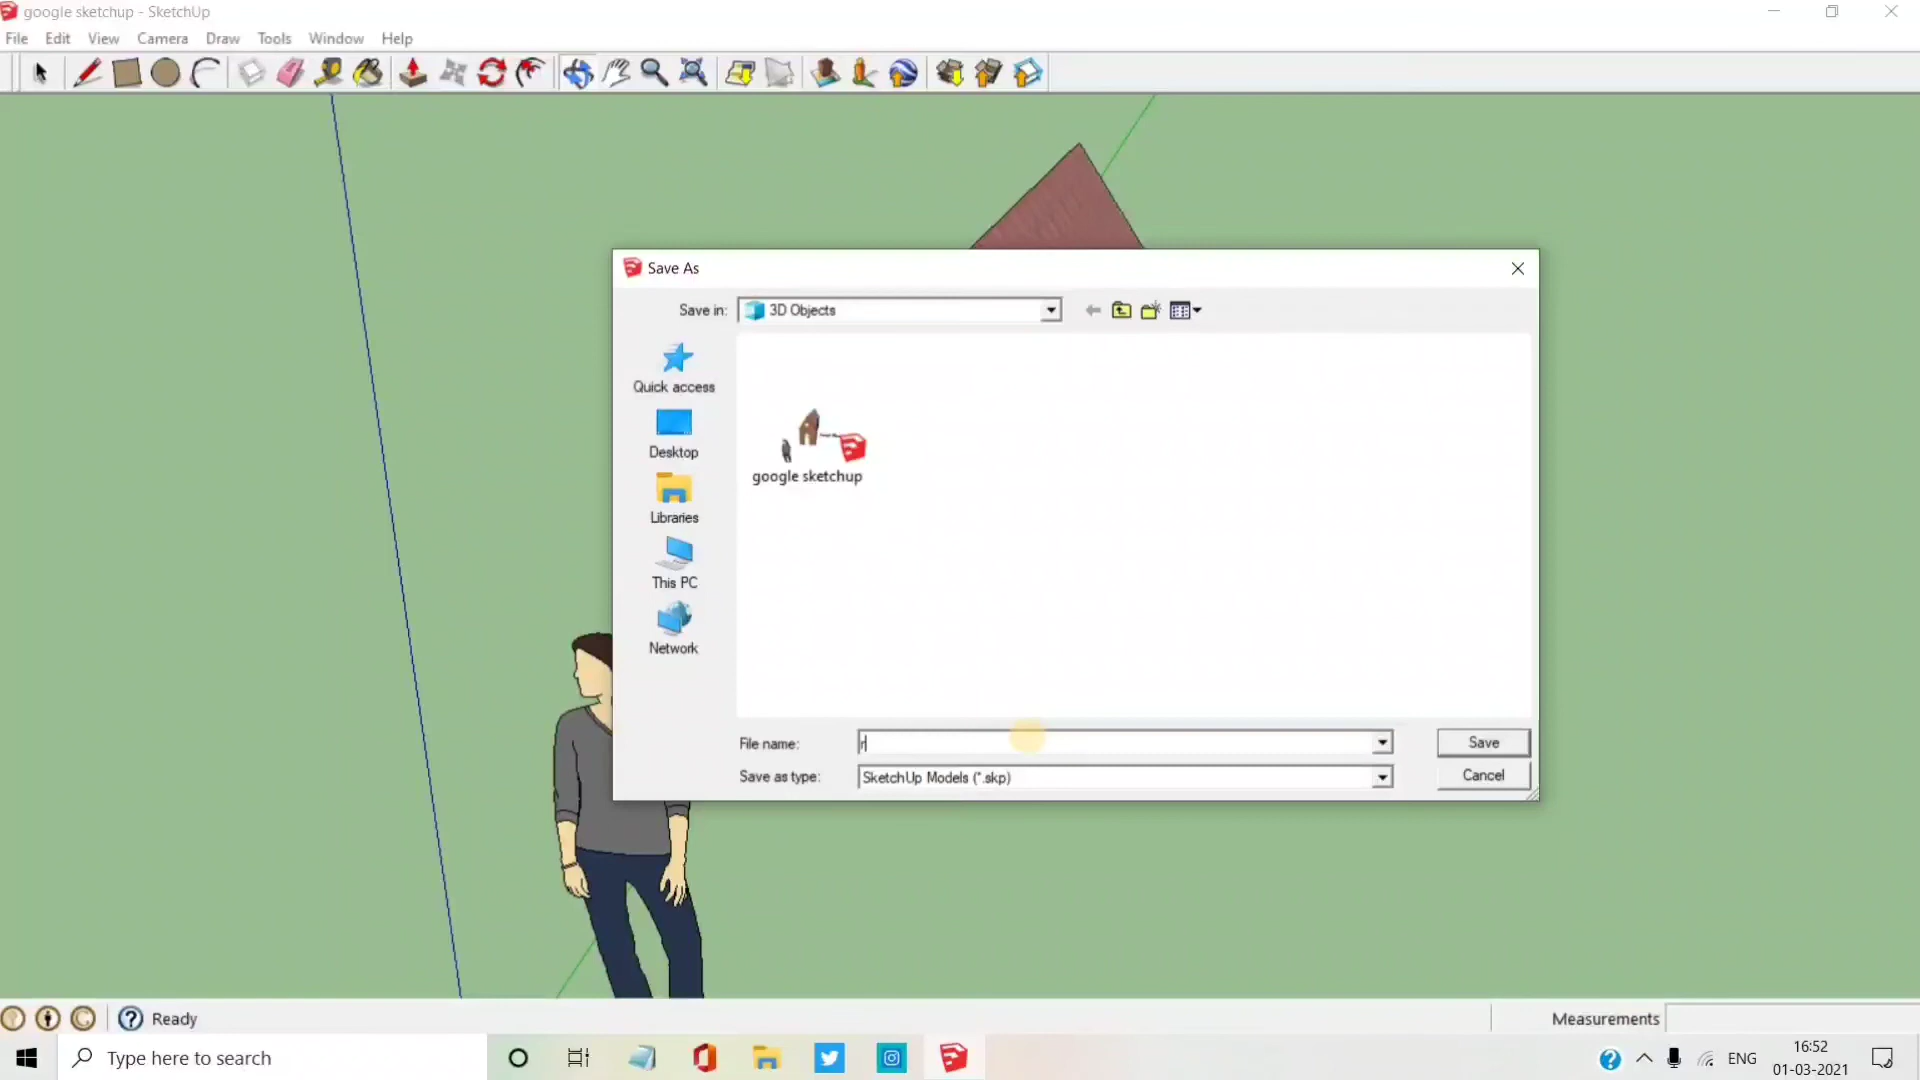 google sketchup - SketchUp
File Edit View Camera Draw Tools Window Help
Save As
Save in: 3D Objects
Quick access
Desktop
google sketchup
Libraries
This PC
Network
File name: r
Save
Save as type: SketchUp Models (*.skp)
Cancel
Ready
Measurements
Type here to search
ENG
16:52
01-03-2021